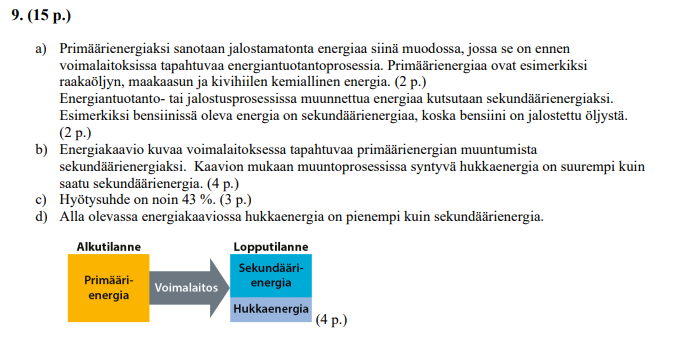 9. (15 p.)
a) Primäärienergiaksi sanotaan jalostamatonta energiaa siinä muodossa, jossa se on ennen
voimalaitoksissa tapahtuvaa energiantuotantoprosessia. Primäärienergiaa ovat esimerkiksi
raakaöljyn, maakaasun ja kivihiilen kemiallinen energia. (2 p.)
Energiantuotanto- tai jalostusprosessissa muunnettua energiaa kutsutaan sekundäärienergiaksi.
Esimerkiksi bensiinissä oleva energia on sekundäärienergiaa, koska bensiini on jalostettu öljystä.
(2 p.)
b) Energiakaavio kuvaa voimalaitoksessa tapahtuvaa primäärienergian muuntumista
sekundäärienergiaksi. Kaavion mukaan muuntoprosessissa syntyvä hukkaenergia on suurempi kuin
saatu sekundäärienergia. (4 p.)
c) Hyötysuhde on noin 43 %. (3 p.)
d) Alla olevassa energiakaaviossa hukkaenergia on pienempi kuin sekundäärienergia.
Alkutilanne
Lopputilanne
Primääri-
energia
Voimalaitos
Sekundääri-
energia
Hukkaenergia
(4 p.)